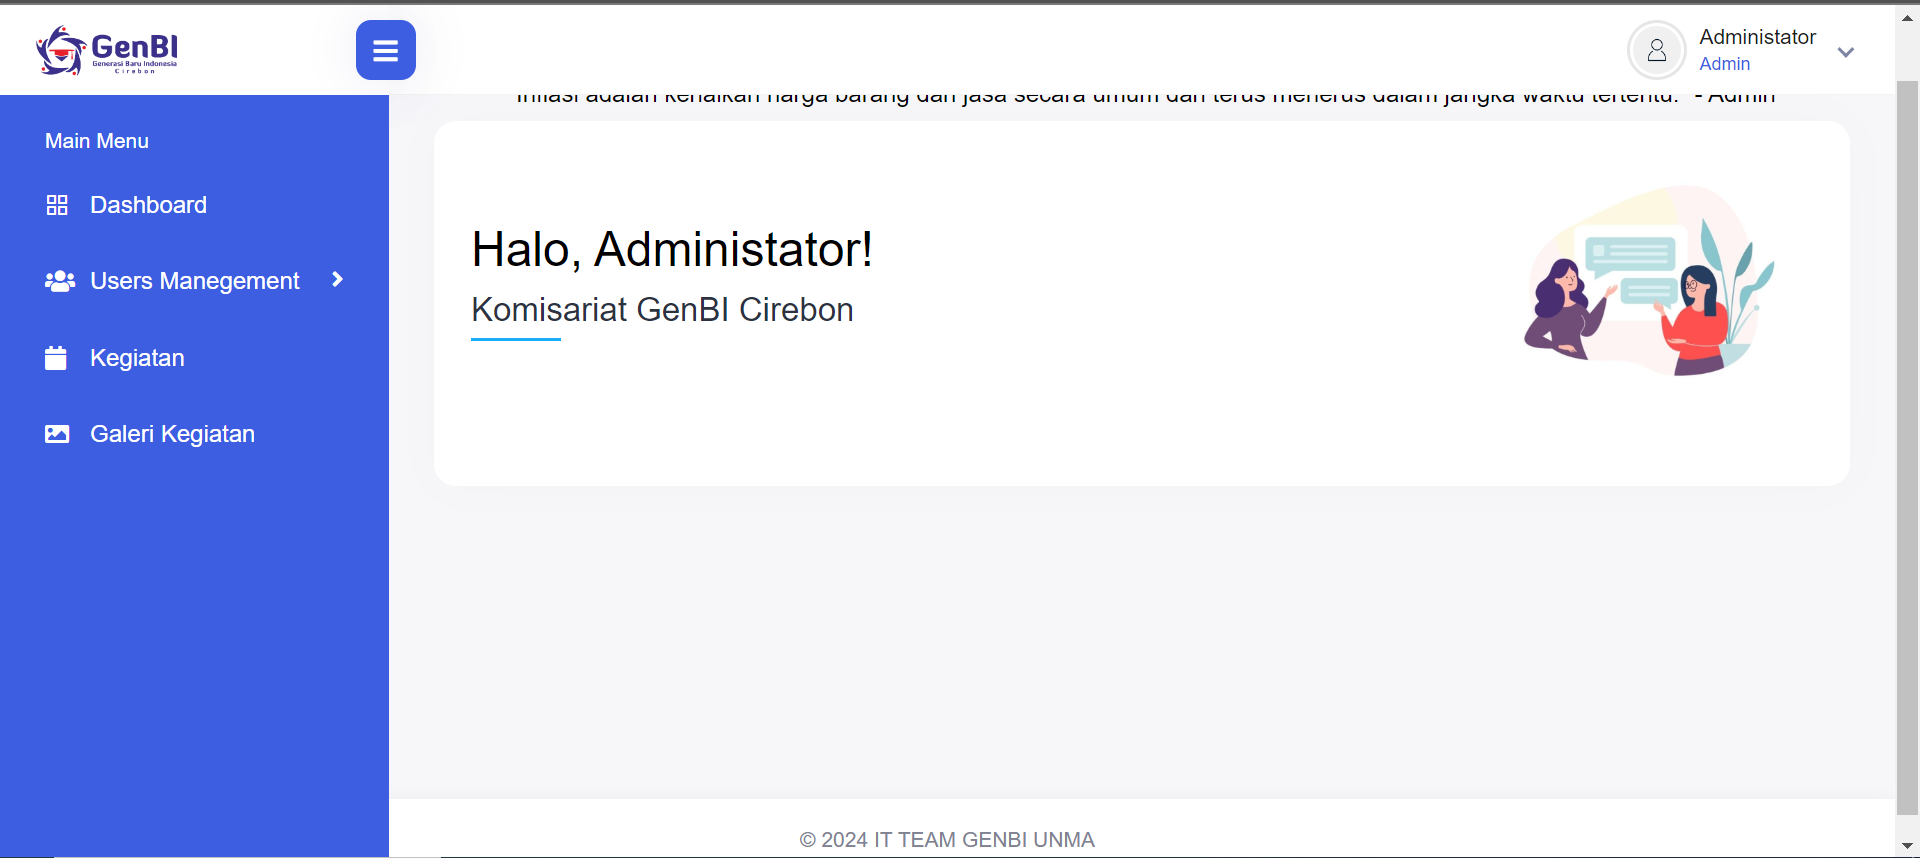 GenBI
Generasi Baru Indonesia
Cirebon
Administator
Admin
Inflasi adalah kenaikan harga barang dan jasa secara umum dan terus menerus dalam jangka waktu tertentu." - Admin
Main Menu
Dashboard
Users Manegement
Kegiatan
Galeri Kegiatan
Halo, Administator!
Komisariat GenBI Cirebon
© 2024 IT TEAM GENBI UNMA